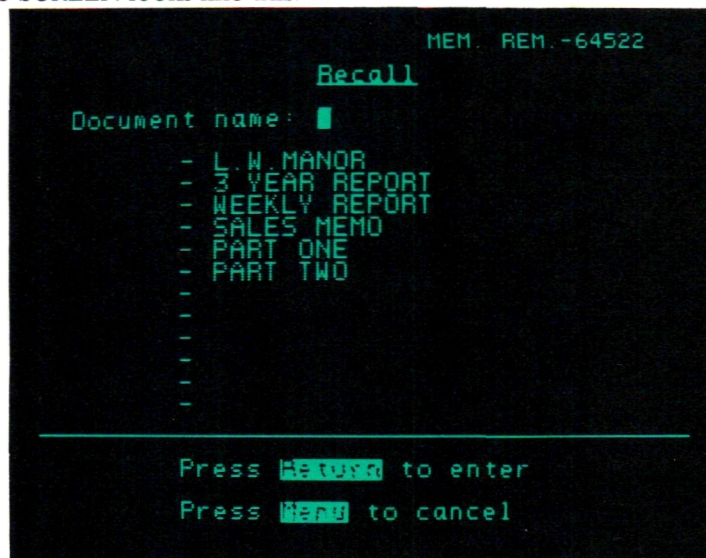 MEM. REM.-64522
Recall
Document name:
- L.W.MANOR
- 3 YEAR REPORT
- WEEKLY REPORT
- SALES MEMO
- PART ONE
- PART TWO
-
-
-
-
-
-
Press Return to enter
Press Menu to cancel